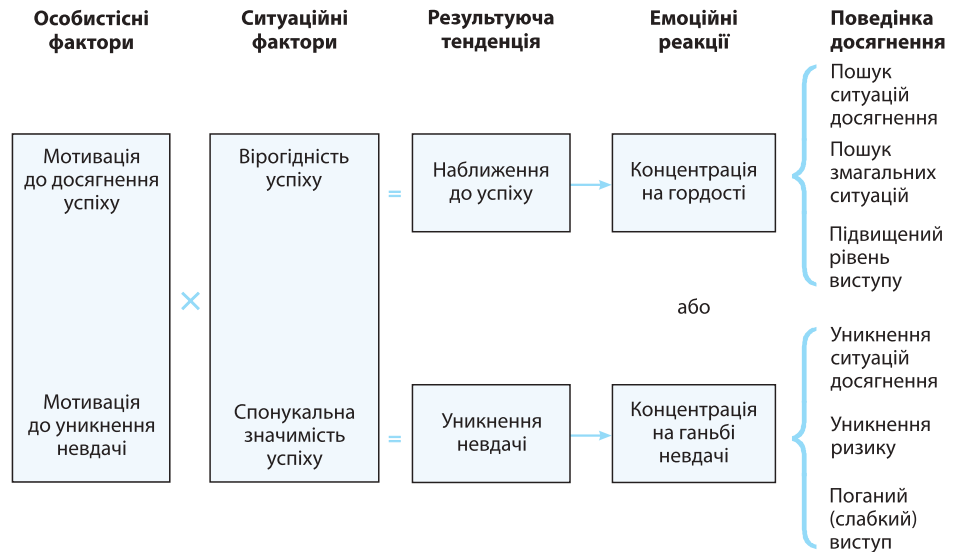 Особистісні
фактори
Ситуаційні
фактори
Результуюча
тенденція
Емоційні
реакції
Поведінка
досягнення
Мотивація
до досягнення
успіху
Мотивація
до уникнення
невдачі
×
Вірогідність
успіху
Спонукальна
значимість
успіху
=
Наближення
до успіху
Концентрація
на гордості
Пошук
ситуацій
досягнення
Пошук
змагальних
ситуацій
Підвищений
рівень
виступу
або
=
Уникнення
невдачі
Концентрація
на ганьбі
невдачі
Уникнення
ситуацій
досягнення
Уникнення
ризику
Поганий
(слабкий)
виступ